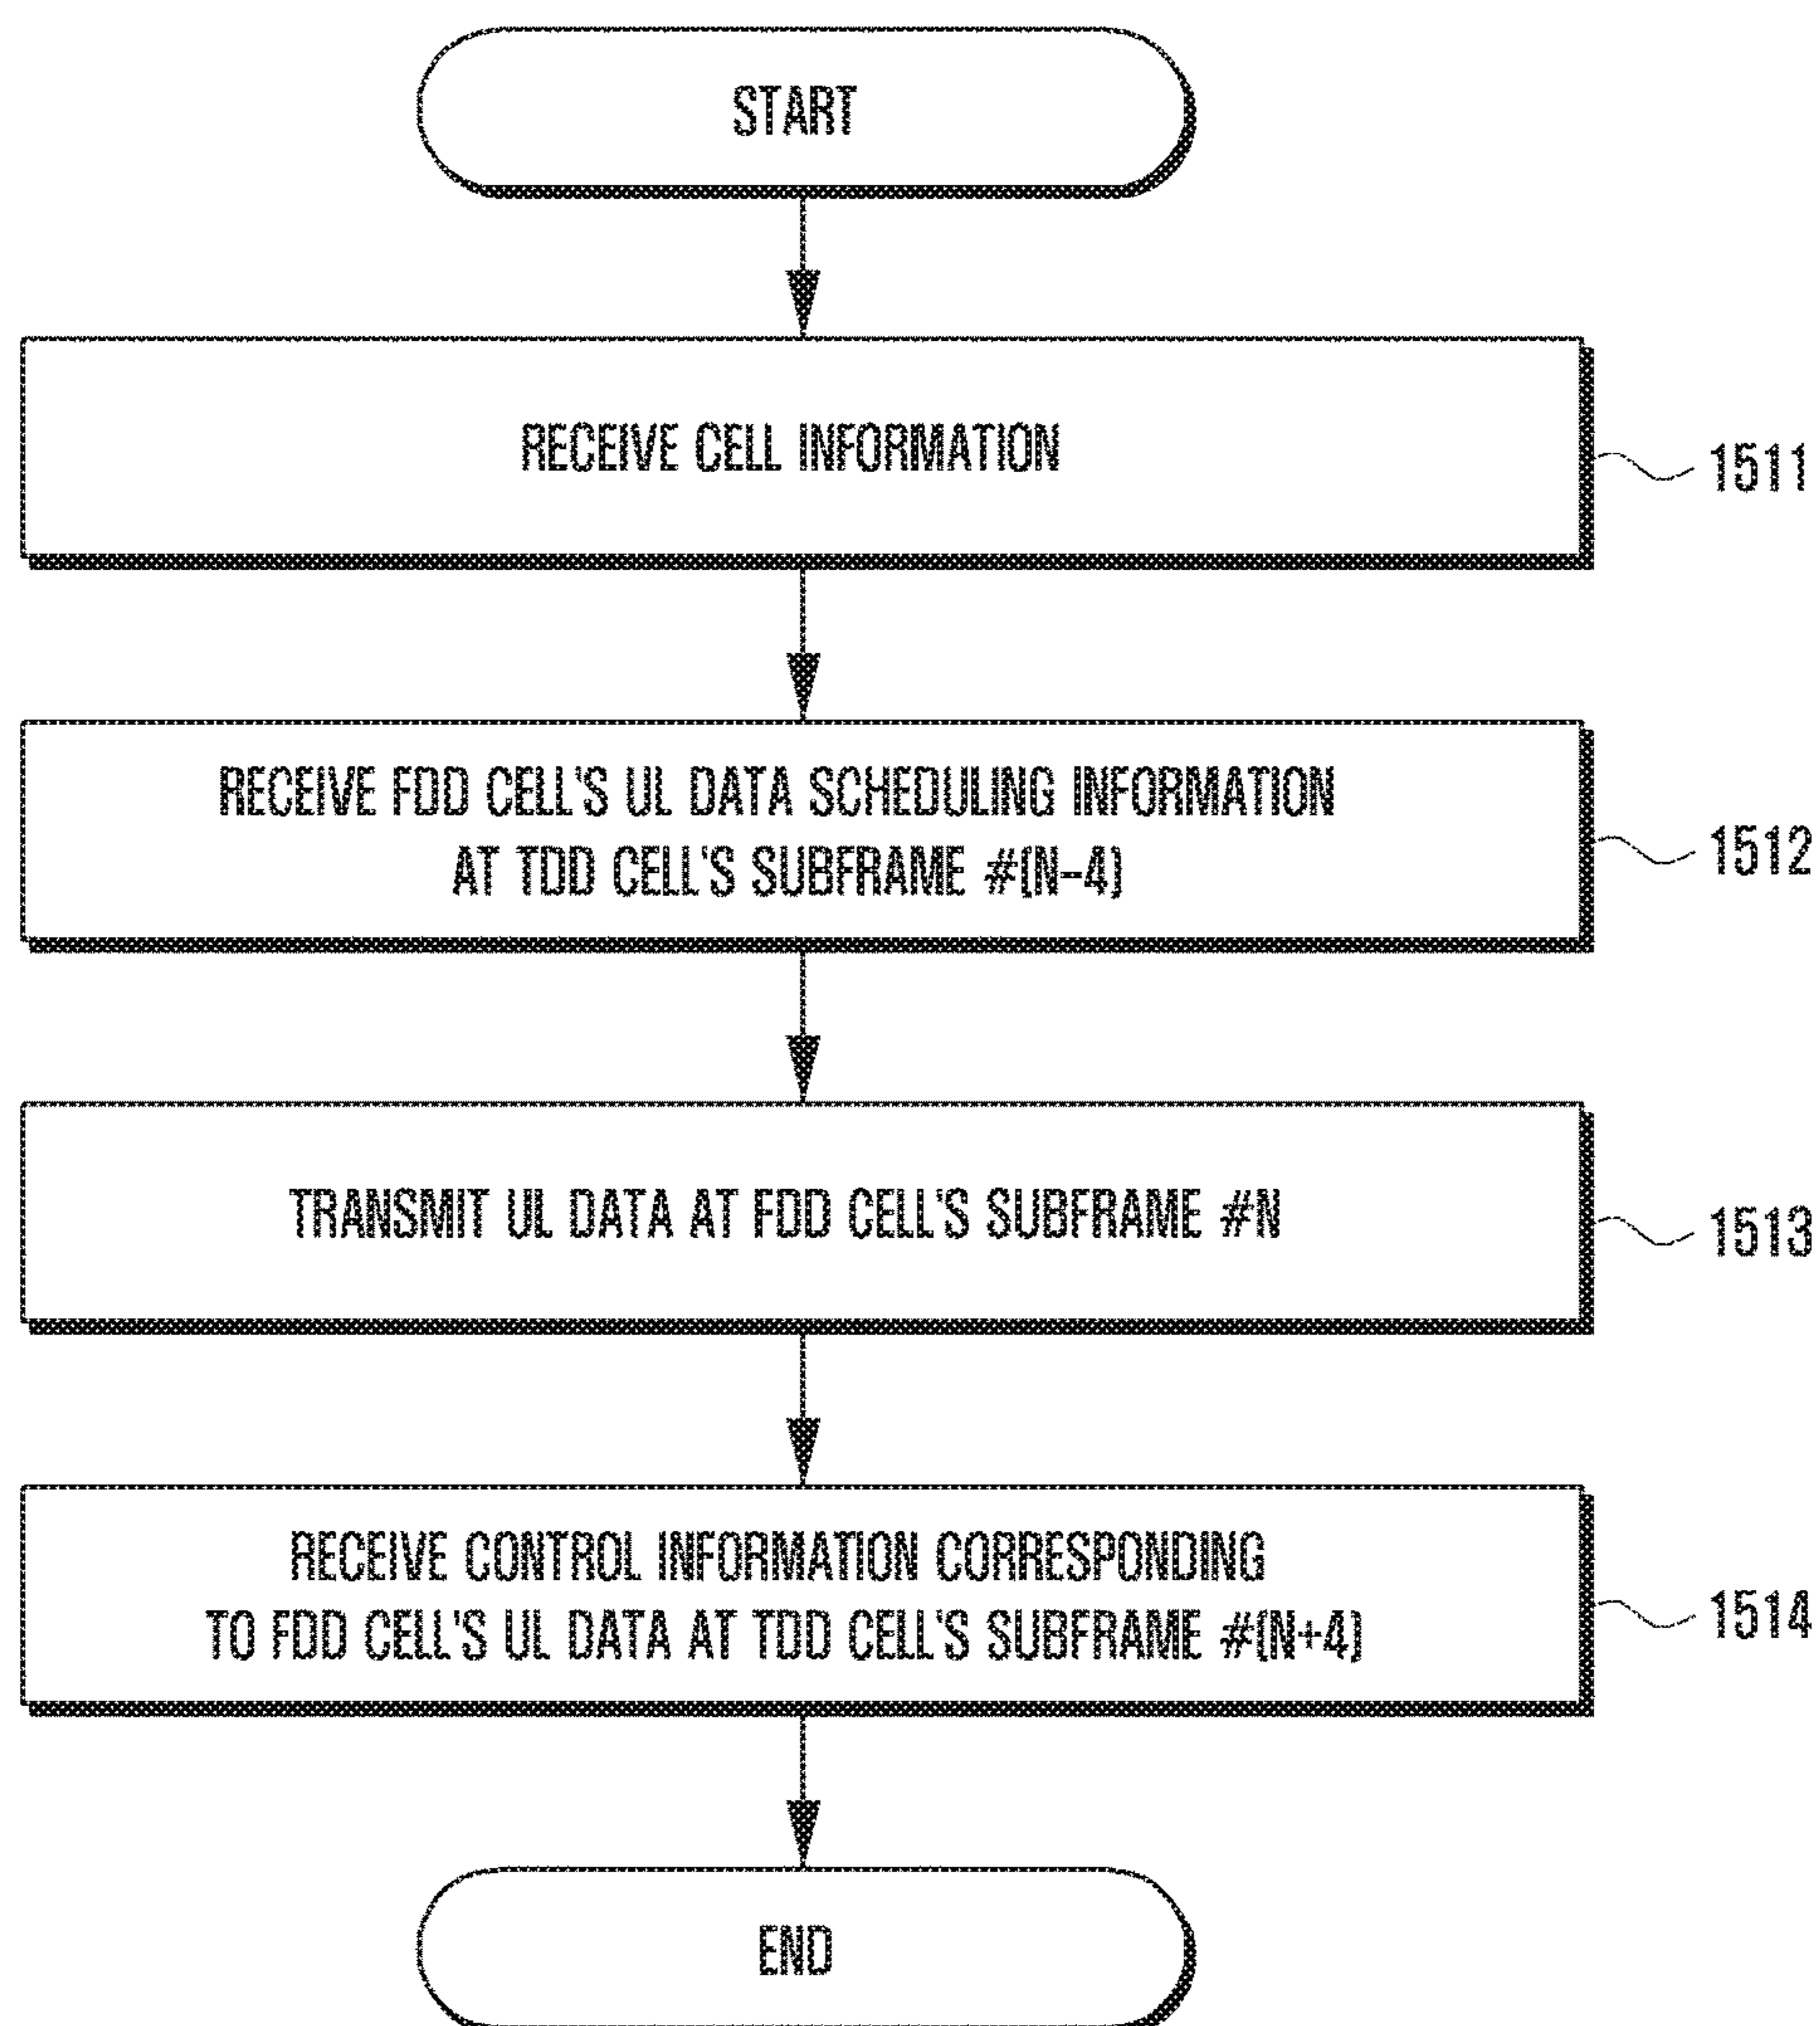 START
RECEIVE CELL INFORMATION
1511
RECEIVE FDD CELL'S UL DATA SCHEDULING INFORMATION
AT TDD CELL'S SUBFRAME #(N-4)
1512
TRANSMIT UL DATA AT FDD CELL'S SUBFRAME #N
1513
RECEIVE CONTROL INFORMATION CORRESPONDING
TO FDD CELL'S UL DATA AT TDD CELL'S SUBFRAME #(N+4)
1514
END